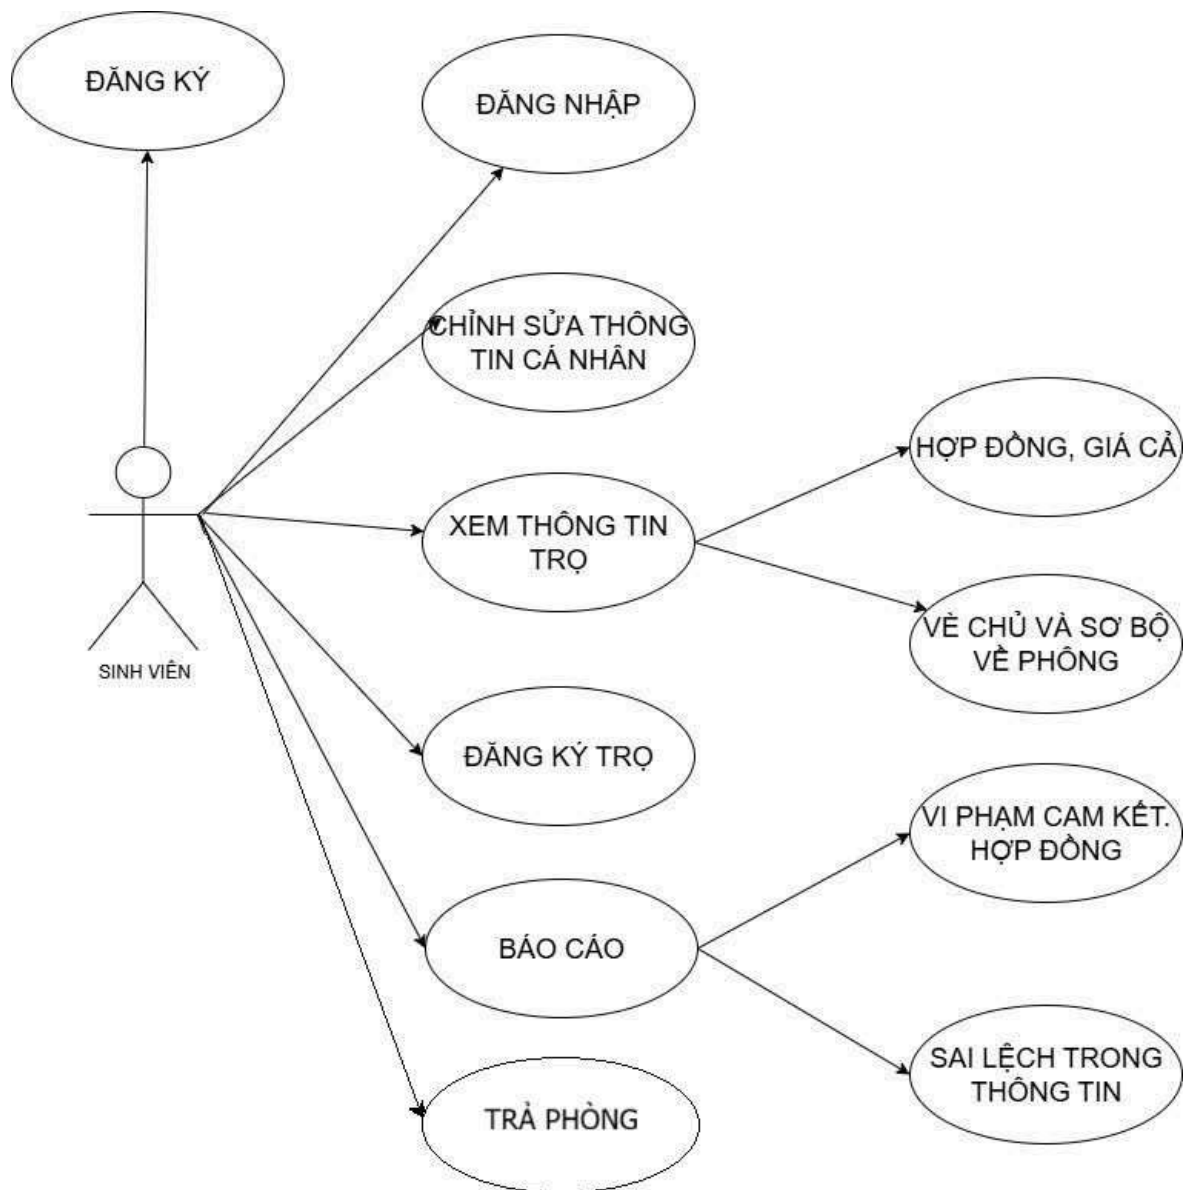 ĐĂNG KÝ
ĐĂNG NHẬP
CHỈNH SỬA THÔNG
TIN CÁ NHÂN
HỢP ĐỒNG, GIÁ CẢ
XEM THÔNG TIN
TRỌ
VỀ CHỦ VÀ SƠ BỘ
VỀ PHÒNG
SINH VIÊN
ĐĂNG KÝ TRỌ
VI PHẠM CAM KẾT.
HỢP ĐỒNG
BÁO CÁO
SAI LỆCH TRONG
THÔNG TIN
TRẢ PHÒNG